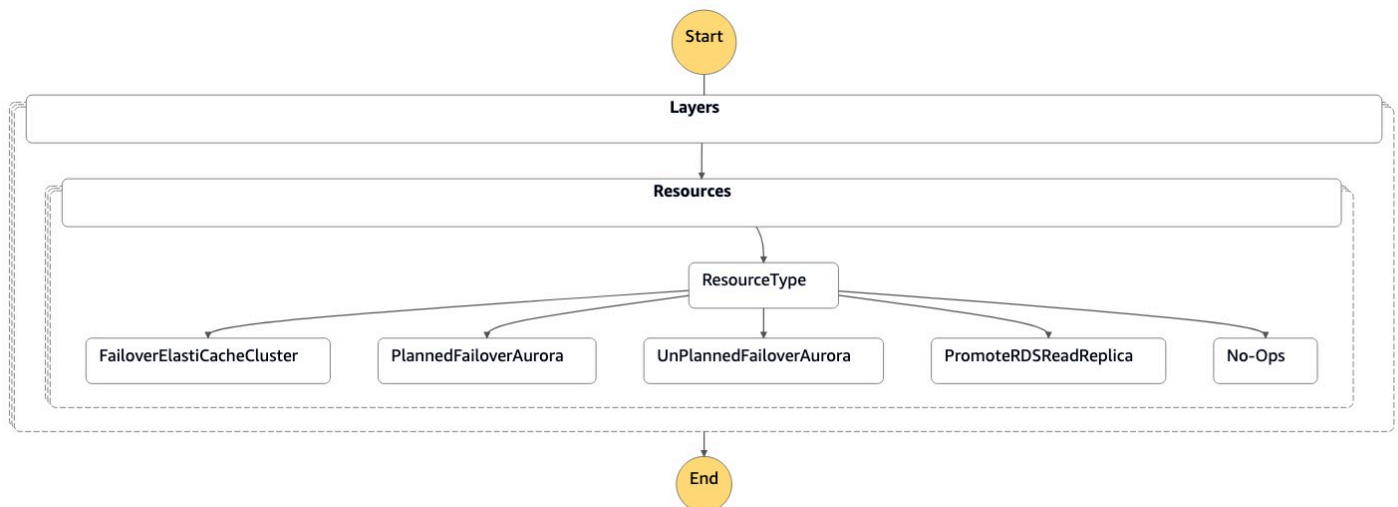 Start
Layers
Resources
ResourceType
FailoverElastiCacheCluster
PlannedFailoverAurora
UnPlannedFailoverAurora
PromoteRDSReadReplica
No-Ops
End